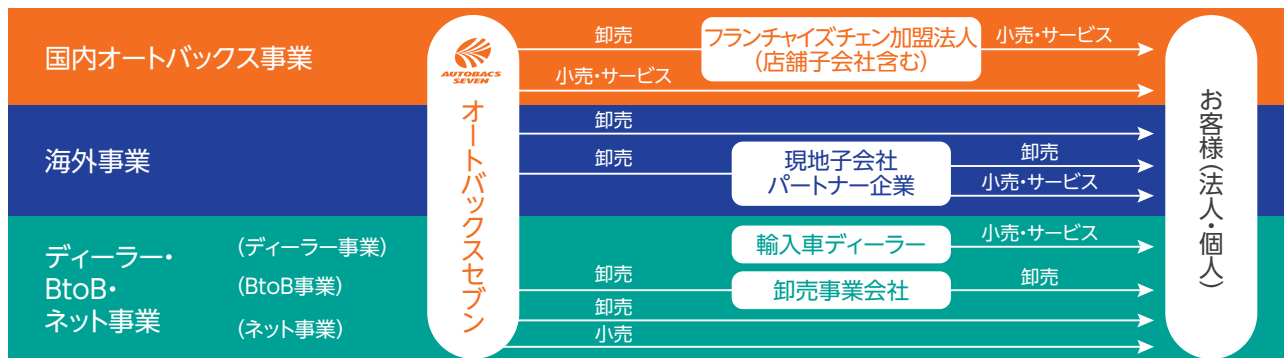 国内オートバックス事業
AUTOBACS
SEVEN
オートバックスセブン
卸売
フランチャイズチェン加盟法人
(店舗子会社含む)
小売・サービス
小売・サービス
お客様(法人・個人)
海外事業
卸売
卸売
現地子会社
パートナー企業
卸売
小売・サービス
ディーラー・
BtoB・
ネット事業
(ディーラー事業)
(BtoB事業)
(ネット事業)
輸入車ディーラー
小売・サービス
卸売
卸売事業会社
卸売
卸売
小売